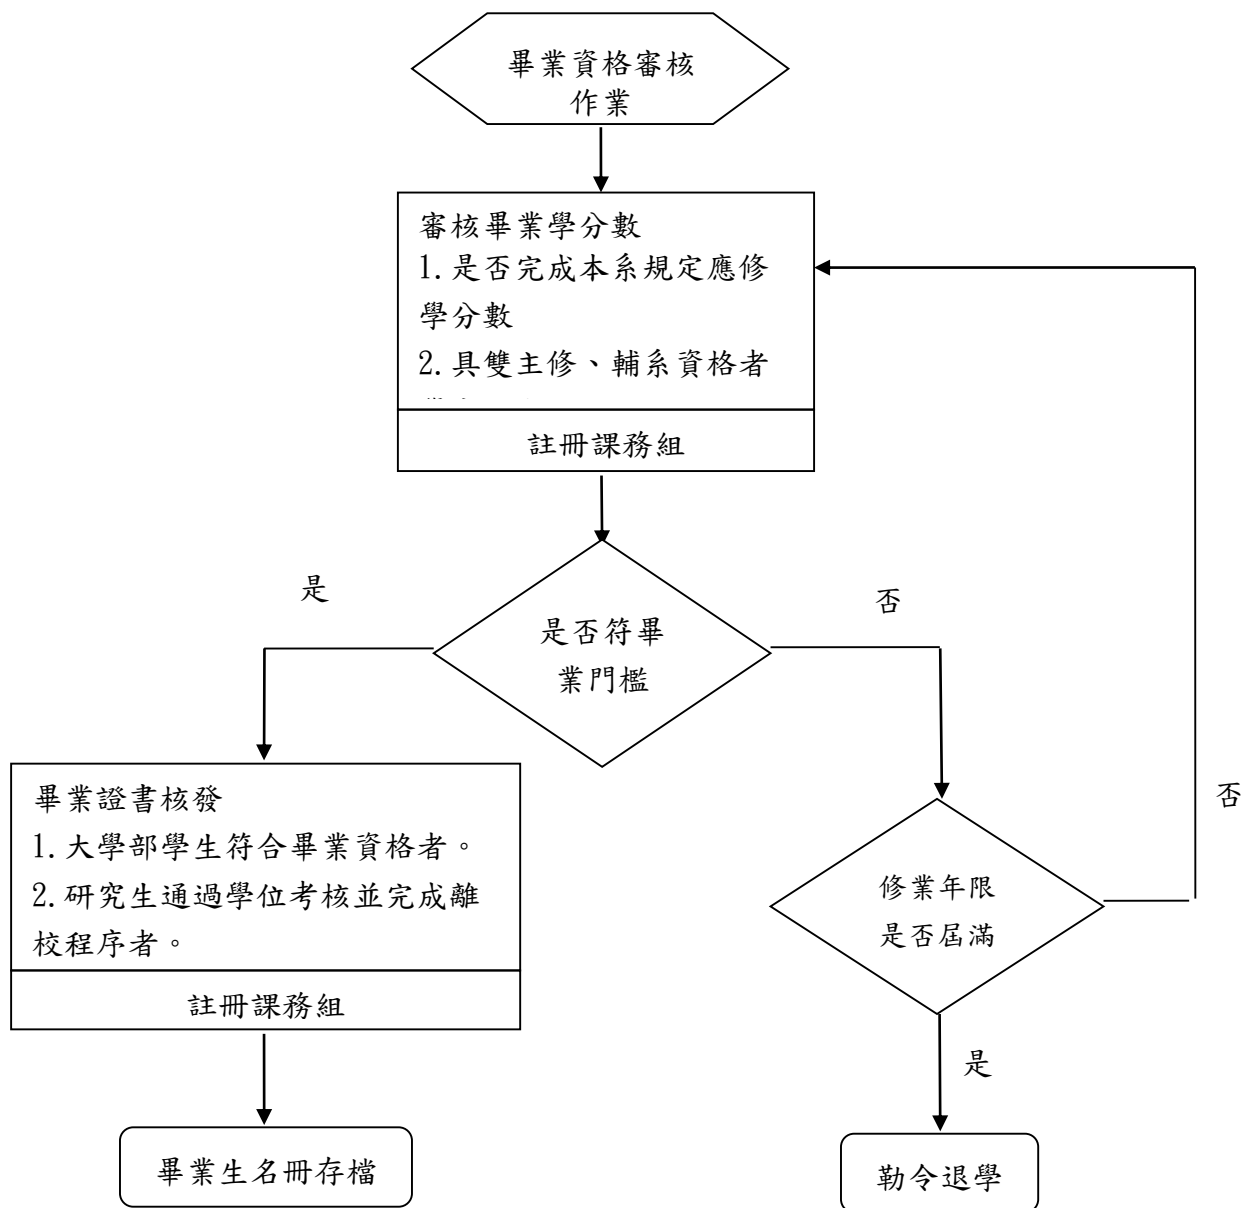 畢業資格審核
作業
審核畢業學分數
1.是否完成本系規定應修
學分數
2.具雙主修、輔系資格者
註冊課務組
是
否
是否符畢
業門檻
畢業證書核發
1.大學部學生符合畢業資格者。
2.研究生通過學位考核並完成離
校程序者。
註冊課務組
否
修業年限
是否屆滿
是
畢業生名冊存檔
勒令退學